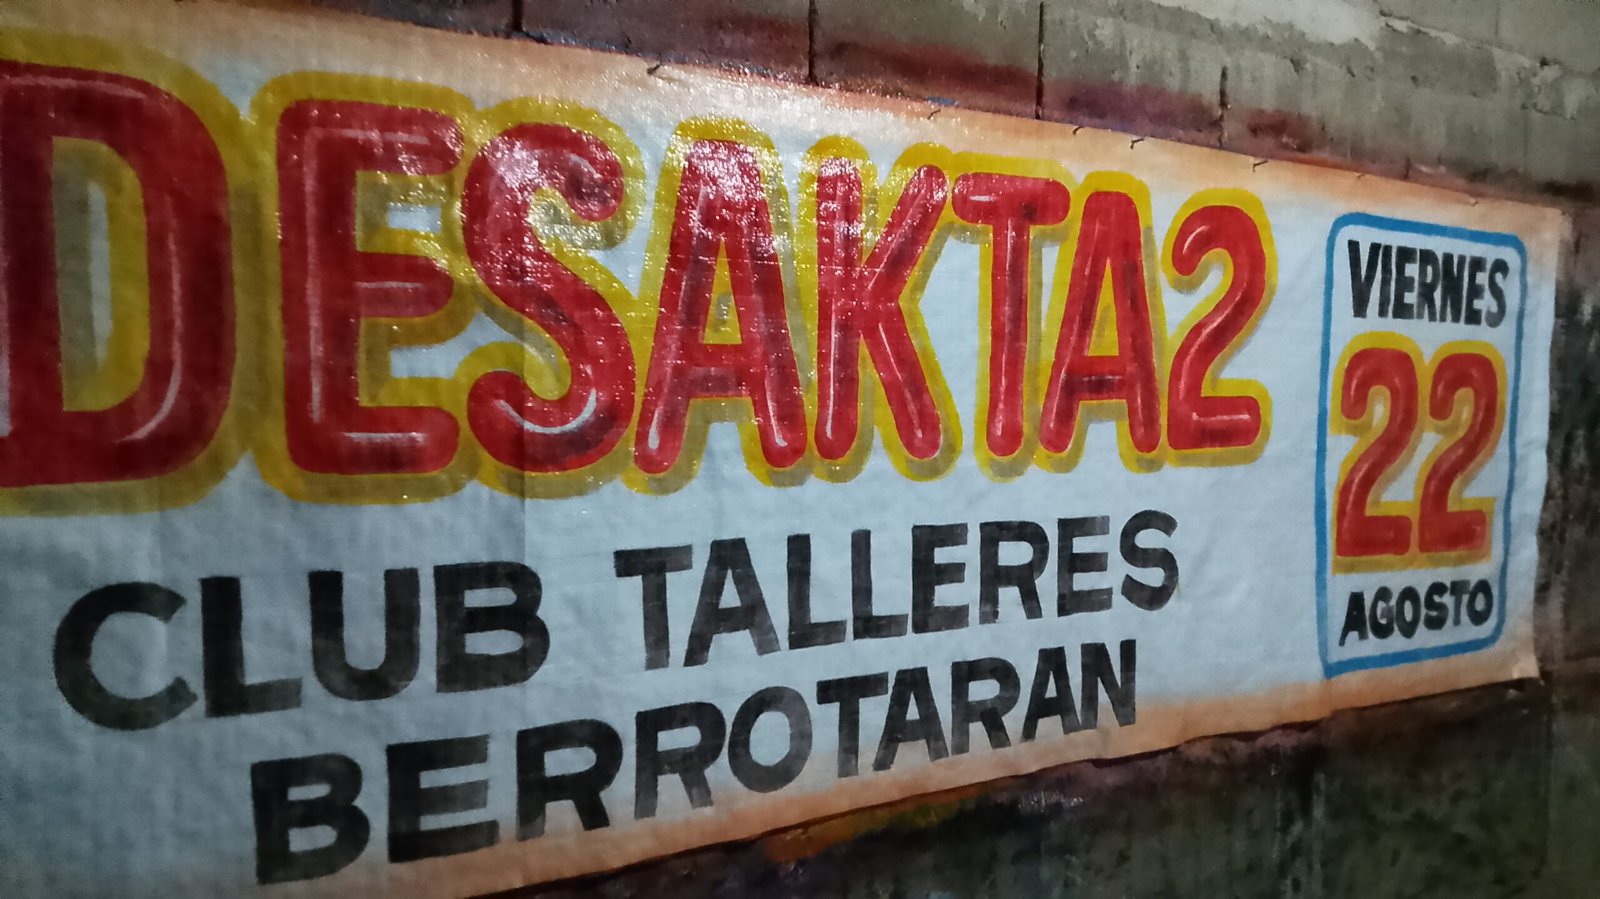 DESAKTA2
CLUB TALLERES
BERROTARAN
VIERNES
22
AGOSTO